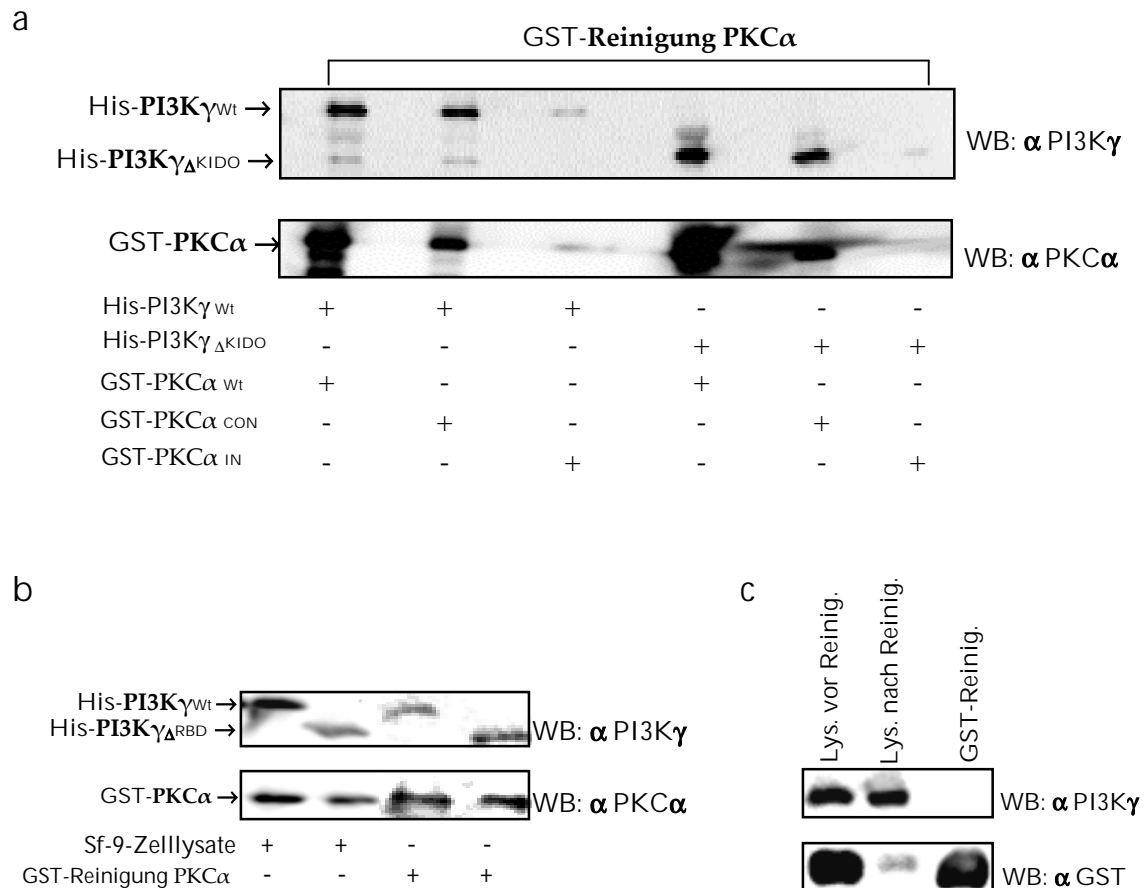 a
GST-Reinigung PKCα
His-PI3Kγwt →
His-PI3KγΔKIDO →
WB: α PI3Kγ
GST-PKCα →
WB: α PKCα
His-PI3Kγ Wt + + + - - -
His-PI3Kγ ΔKIDO - - - + + +
GST-PKCα Wt + - - + - -
GST-PKCα CON - + - - + -
GST-PKCα IN - - + - - +
b
His-PI3Kγwt →
His-PI3KγΔRBD →
WB: α PI3Kγ
GST-PKCα →
WB: α PKCα
Sf-9-Zelllysate + + - -
GST-Reinigung PKCα - - + +
c
Lys. vor Reinig.
Lys. nach Reinig.
GST-Reinig.
WB: α PI3Kγ
WB: α GST